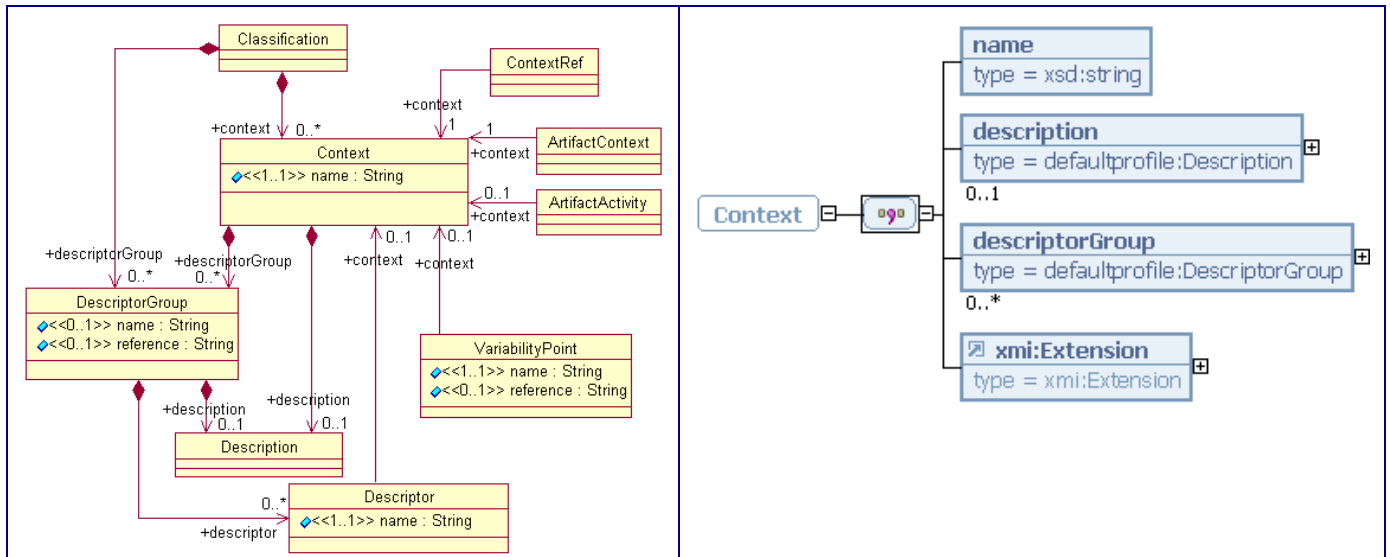 Classification
ContextRef
+context
1
+context
0..*
Context
<<1..1>> name : String
1
+context
ArtifactContext
0..1
+context
ArtifactActivity
+descriptorGroup
0..*
+descriptorGroup
0..*
0..1
+context
0..1
+context
DescriptorGroup
<<0..1>> name : String
<<0..1>> reference : String
VariabilityPoint
<<1..1>> name : String
<<0..1>> reference : String
+description
0..1
+description
0..1
Description
0..*
+descriptor
Descriptor
<<1..1>> name : String
name
type = xsd:string
description
type = defaultprofile:Description
0..1
Context
descriptorGroup
type = defaultprofile:DescriptorGroup
0..*
xmi:Extension
type = xmi:Extension